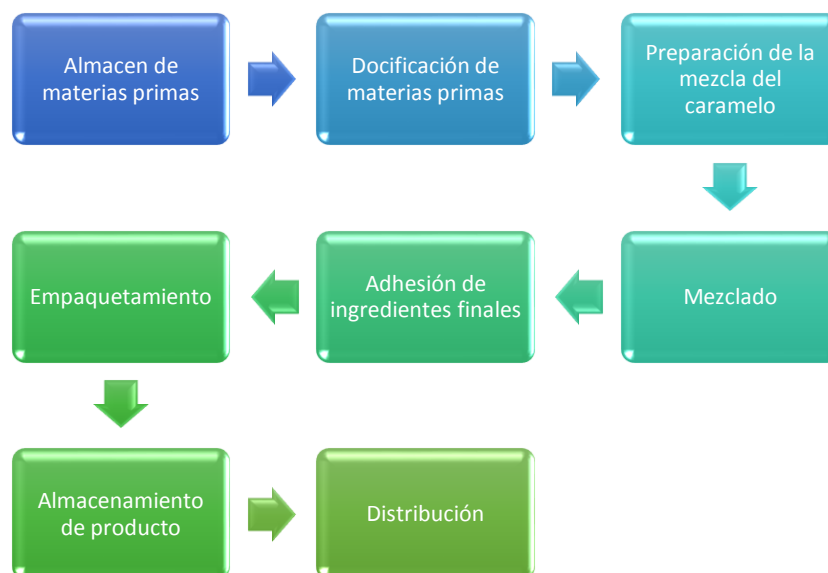 Almacen de
materias primas
Docificación de
materias primas
Preparación de la
mezcla del
caramelo
Mezclado
Adhesión de
ingredientes finales
Empaquetamiento
Almacenamiento
de producto
Distribución